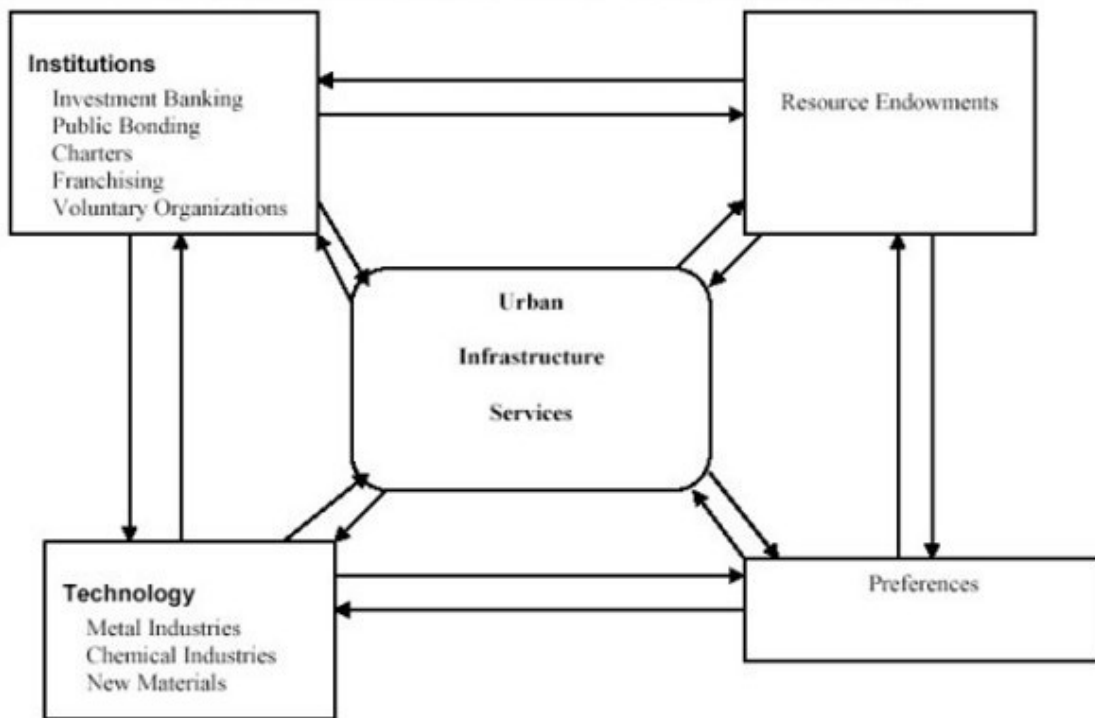 Institutions
Investment Banking
Public Bonding
Charters
Franchising
Voluntary Organizations
Resource Endowments
Urban
Infrastructure
Services
Technology
Metal Industries
Chemical Industries
New Materials
Preferences